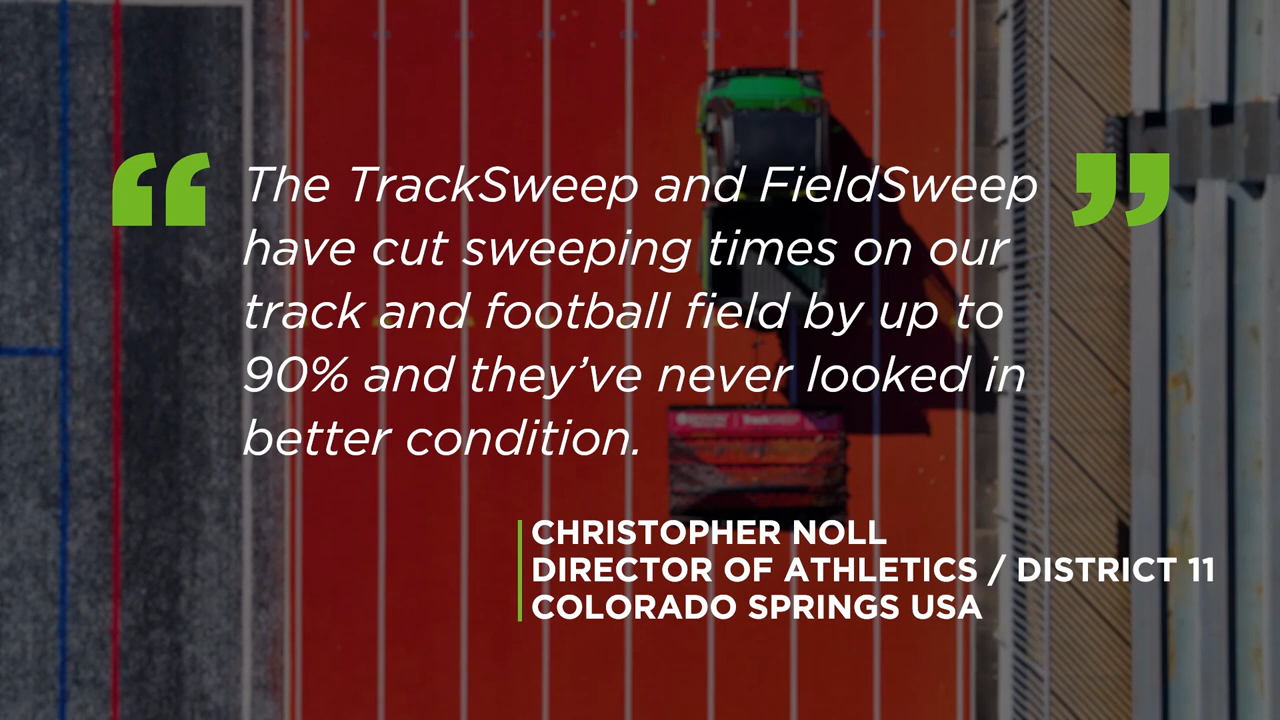 “ The TrackSweep and FieldSweep ”
have cut sweeping times on our
track and football field by up to
90% and they’ve never looked in
better condition.
TrackSweep
CHRISTOPHER NOLL
DIRECTOR OF ATHLETICS / DISTRICT 11
COLORADO SPRINGS USA